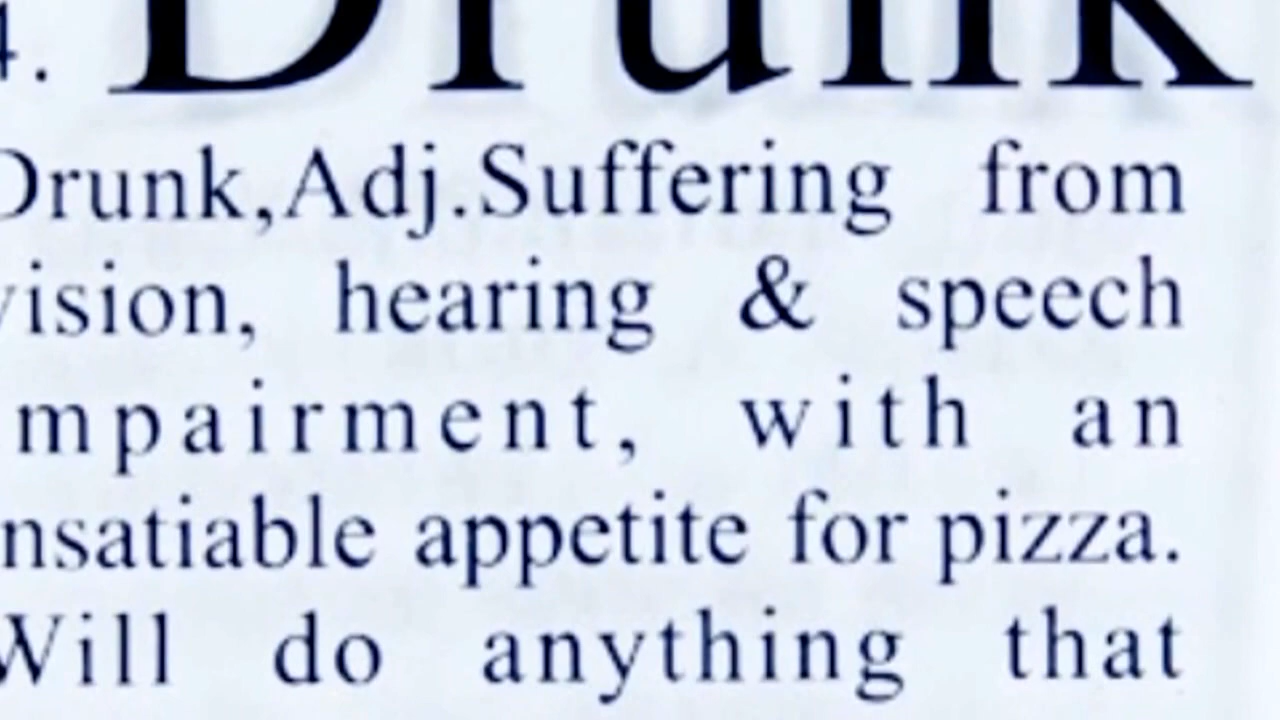 4. Drunk
Drunk,Adj.Suffering from
vision, hearing & speech
mpairment, with an
nsatiable appetite for pizza.
Will do anything that